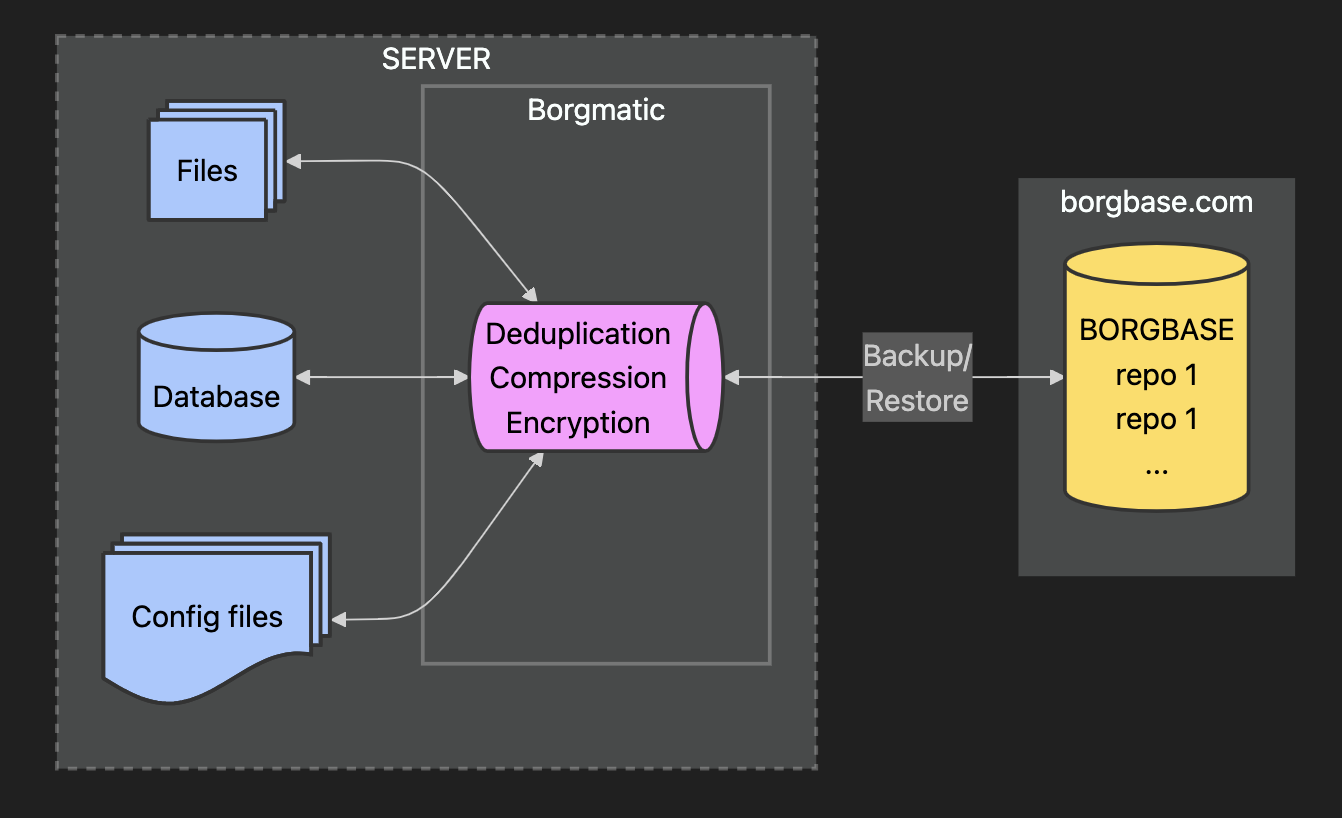 SERVER
Borgmatic
Files
Database
Config files
Deduplication
Compression
Encryption
Backup/
Restore
borgbase.com
BORGBASE
repo 1
repo 1
...